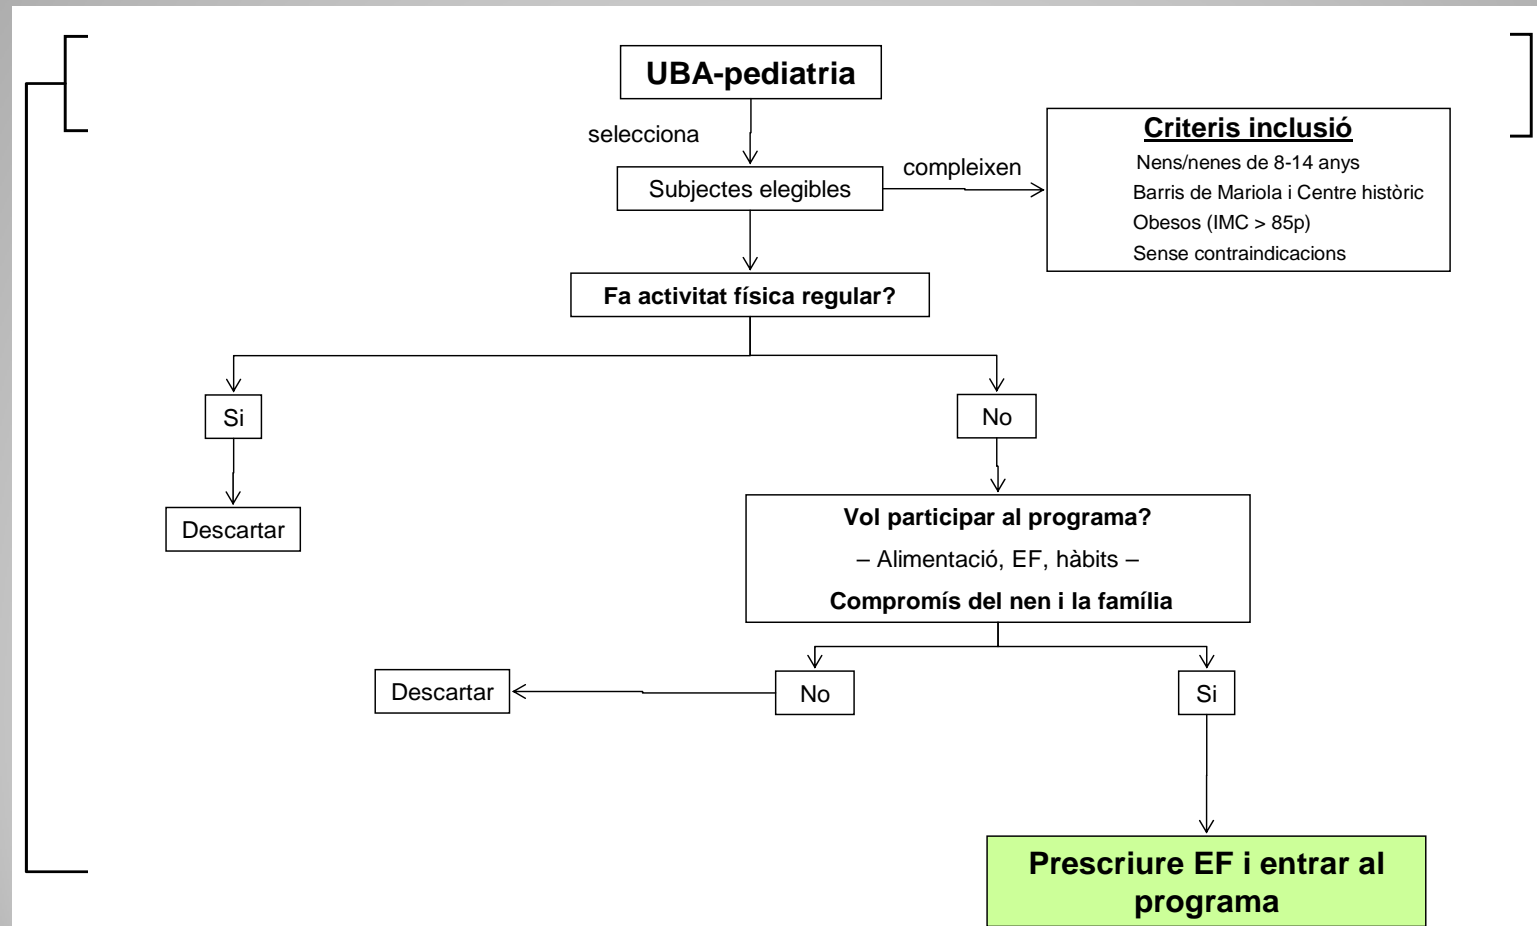 UBA-pediatria
selecciona
Subjectes elegibles
compleixen
Criteris inclusió
Nens/nenes de 8-14 anys
Barris de Mariola i Centre històric
Obesos (IMC > 85p)
Sense contraindicacions
Fa activitat física regular?
Si
No
Descartar
Vol participar al programa?
– Alimentació, EF, hàbits –
Compromís del nen i la família
Descartar
No
Si
Prescriure EF i entrar al
programa